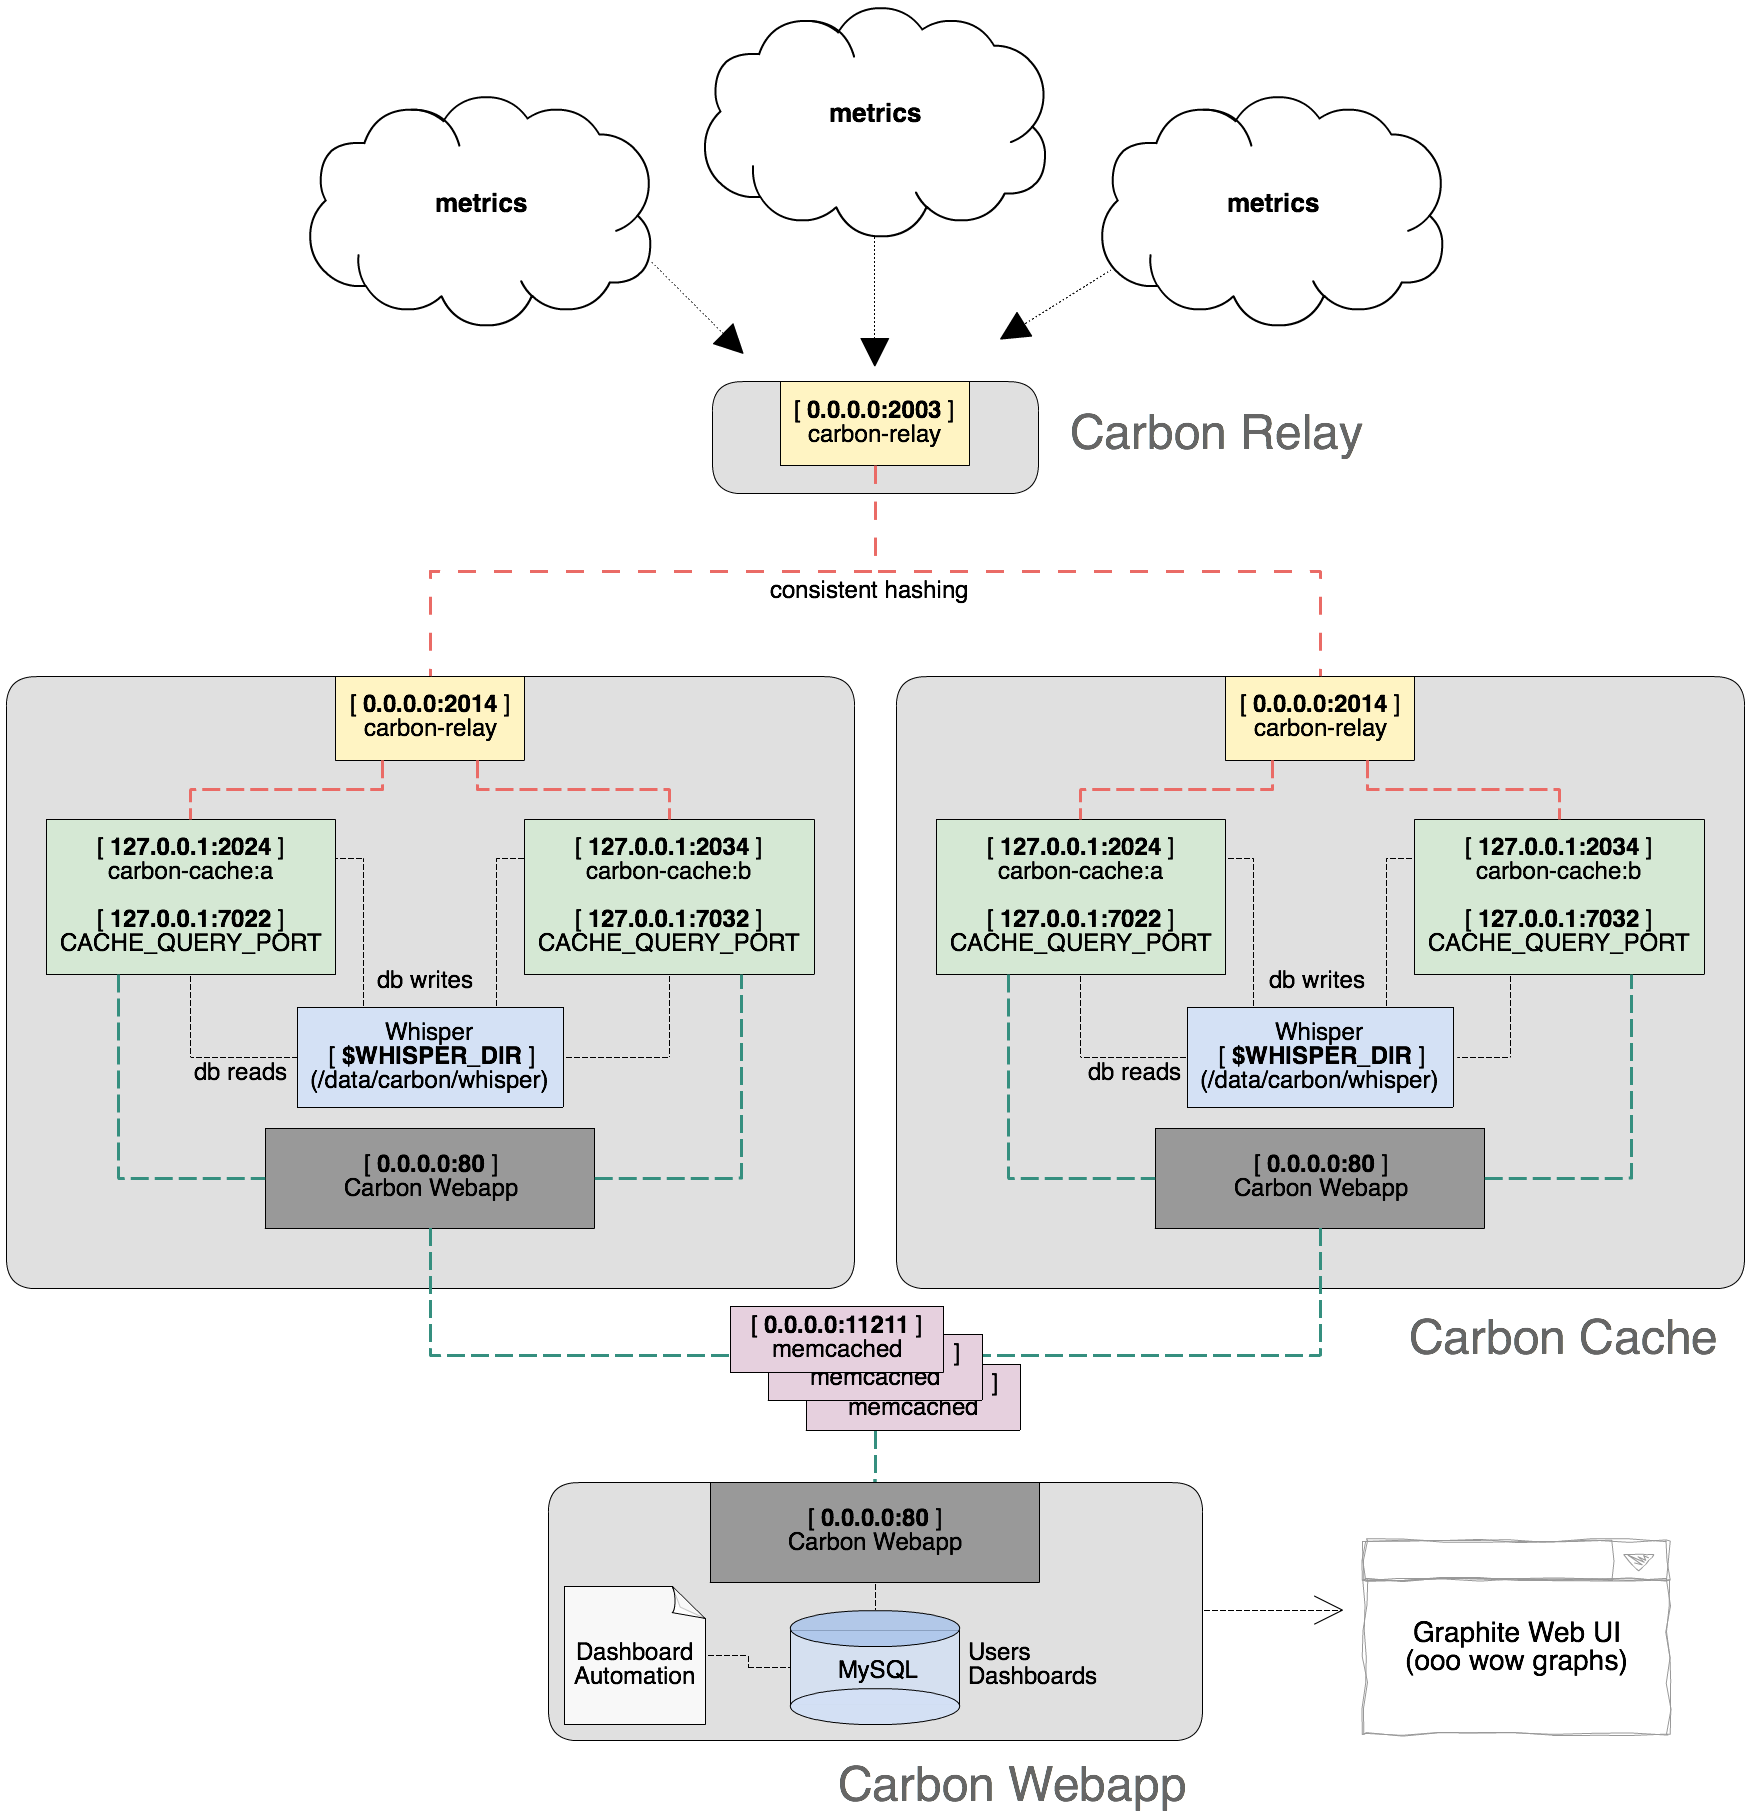 metrics
metrics
metrics
[ 0.0.0.0:2003 ]
carbon-relay
Carbon Relay
consistent hashing
[ 0.0.0.0:2014 ]
carbon-relay
[ 127.0.0.1:2024 ]
carbon-cache:a
[ 127.0.0.1:7022 ]
CACHE_QUERY_PORT
[ 127.0.0.1:2034 ]
carbon-cache:b
[ 127.0.0.1:7032 ]
CACHE_QUERY_PORT
db writes
Whisper
[ $WHISPER_DIR ]
(/data/carbon/whisper)
db reads
[ 0.0.0.0:80 ]
Carbon Webapp
[ 0.0.0.0:2014 ]
carbon-relay
[ 127.0.0.1:2024 ]
carbon-cache:a
[ 127.0.0.1:7022 ]
CACHE_QUERY_PORT
[ 127.0.0.1:2034 ]
carbon-cache:b
[ 127.0.0.1:7032 ]
CACHE_QUERY_PORT
db writes
Whisper
[ $WHISPER_DIR ]
(/data/carbon/whisper)
db reads
[ 0.0.0.0:80 ]
Carbon Webapp
Carbon Cache
[ 0.0.0.0:11211 ]
memcached
]
memcached
]
memcached
[ 0.0.0.0:80 ]
Carbon Webapp
Dashboard
Automation
MySQL
Users
Dashboards
Graphite Web UI
(ooo wow graphs)
Carbon Webapp